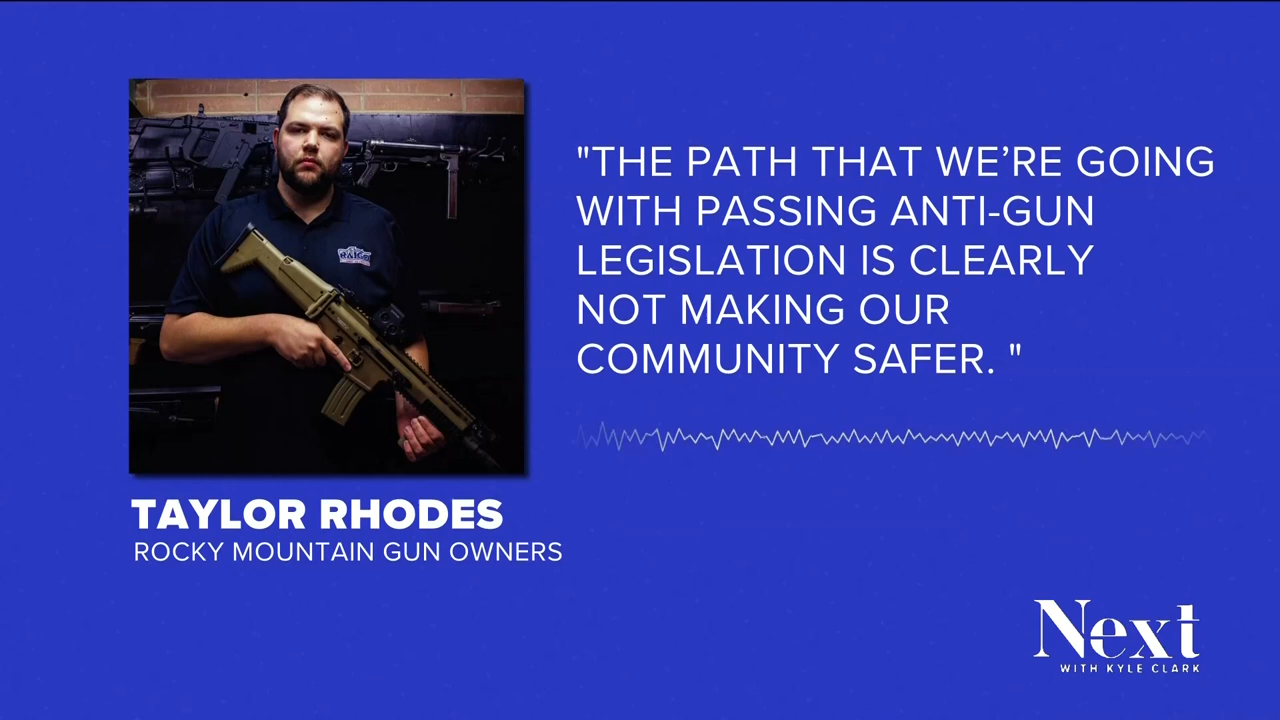 "THE PATH THAT WE’RE GOING
WITH PASSING ANTI-GUN
LEGISLATION IS CLEARLY
NOT MAKING OUR
COMMUNITY SAFER. "
TAYLOR RHODES
ROCKY MOUNTAIN GUN OWNERS
Next
WITH KYLE CLARK